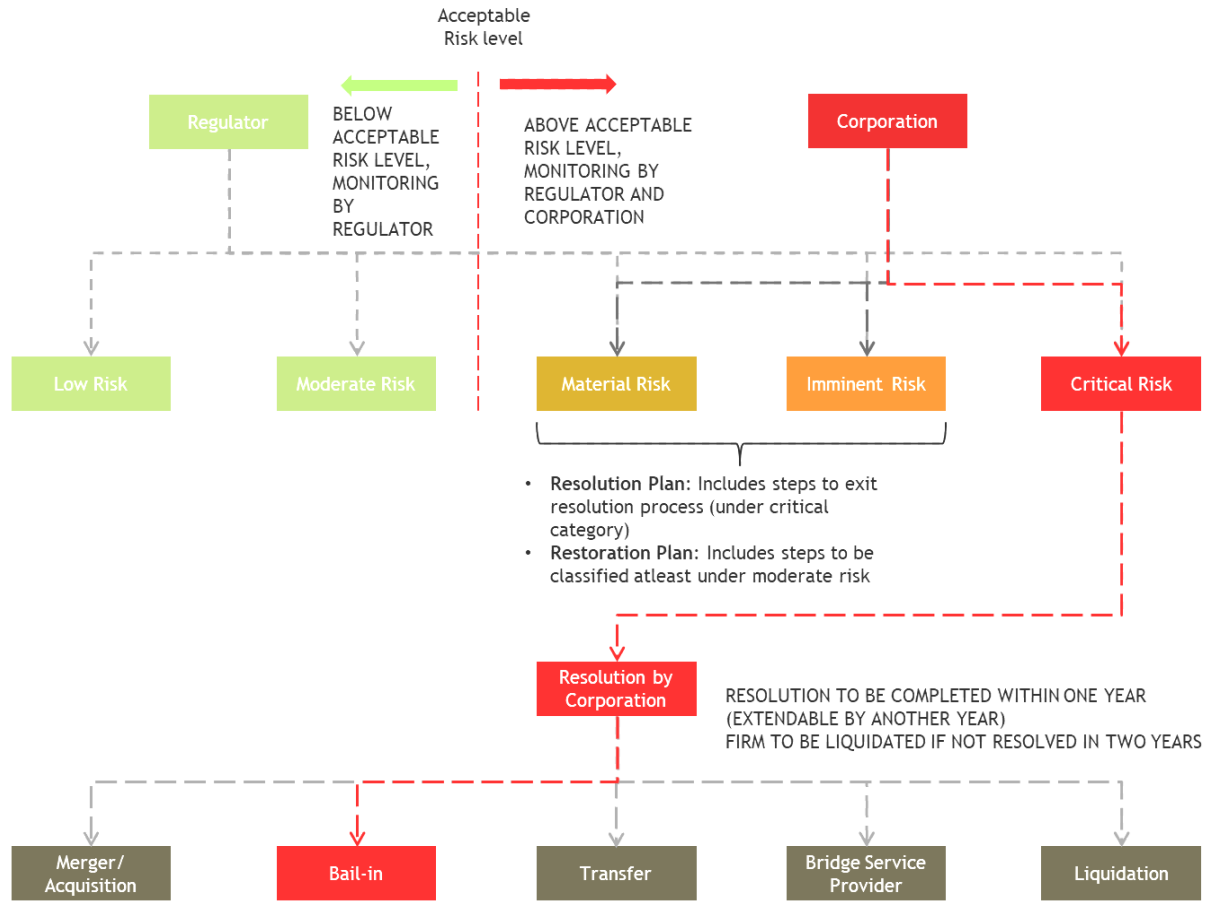 Acceptable
Risk level
Regulator
BELOW
ACCEPTABLE
RISK LEVEL,
MONITORING
BY
REGULATOR
ABOVE ACCEPTABLE
RISK LEVEL,
MONITORING BY
REGULATOR AND
CORPORATION
Corporation
Low Risk
Moderate Risk
Material Risk
Imminent Risk
Critical Risk
• Resolution Plan: Includes steps to exit
resolution process (under critical
category)
• Restoration Plan: Includes steps to be
classified atleast under moderate risk
Resolution by
Corporation
RESOLUTION TO BE COMPLETED WITHIN ONE YEAR
(EXTENDABLE BY ANOTHER YEAR)
FIRM TO BE LIQUIDATED IF NOT RESOLVED IN TWO YEARS
Merger/
Acquisition
Bail-in
Transfer
Bridge Service
Provider
Liquidation